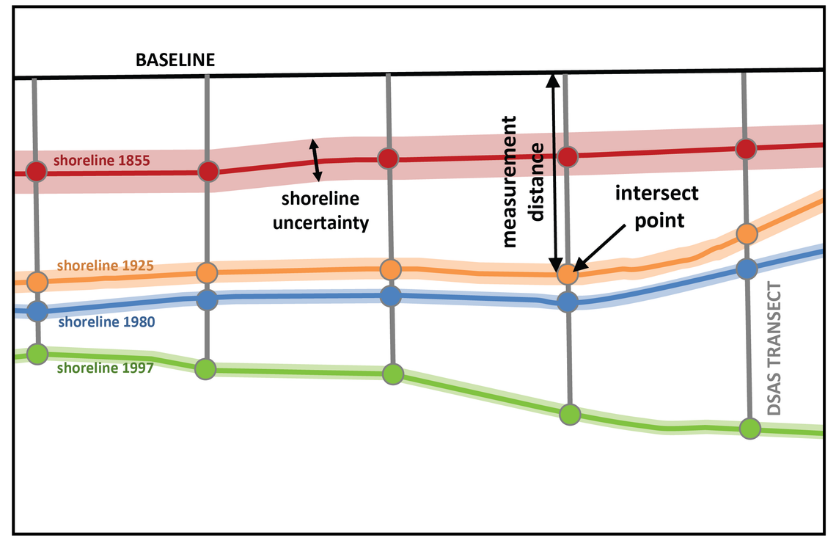 BASELINE
shoreline 1855
shoreline
uncertainty
measurement
distance
intersect
point
shoreline 1925
shoreline 1980
shoreline 1997
DSAS TRANSECT